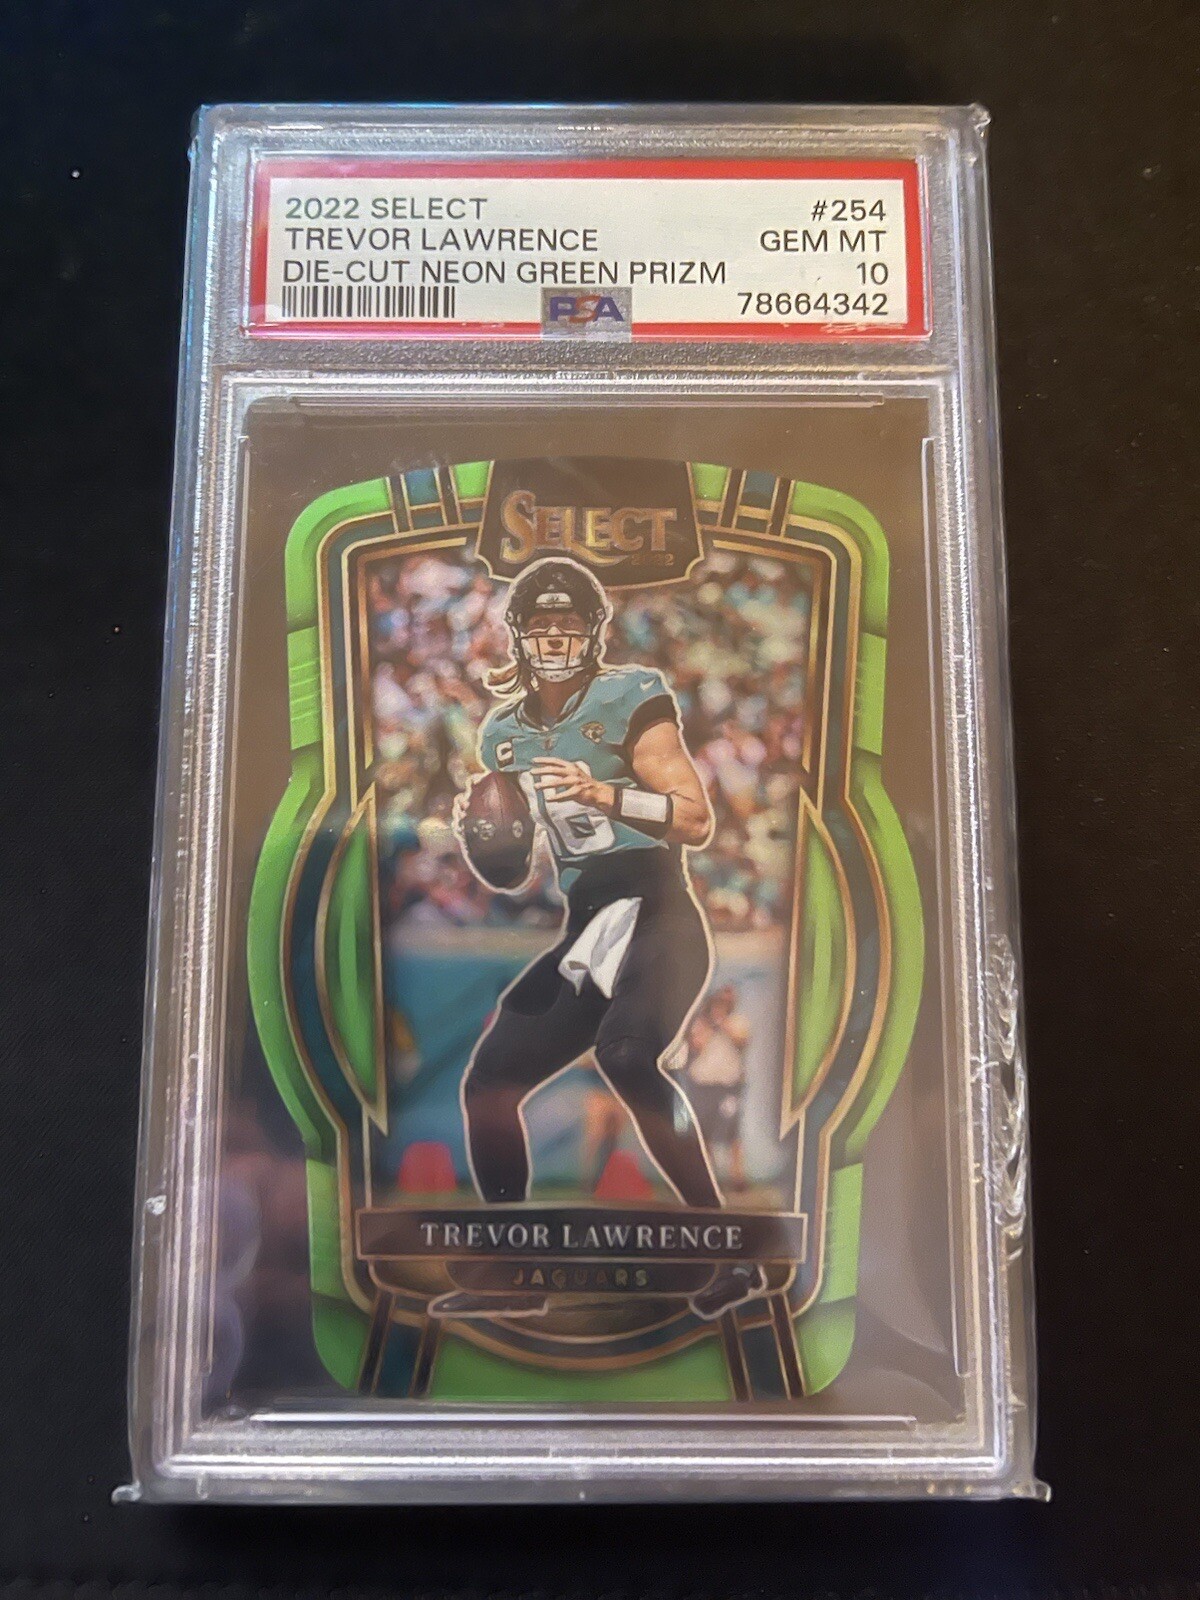 2022 SELECT #254
TREVOR LAWRENCE GEM MT
DIE-CUT NEON GREEN PRIZM 10
PSA 78664342
SELECT
2022
C
TREVOR LAWRENCE
JAGUARS